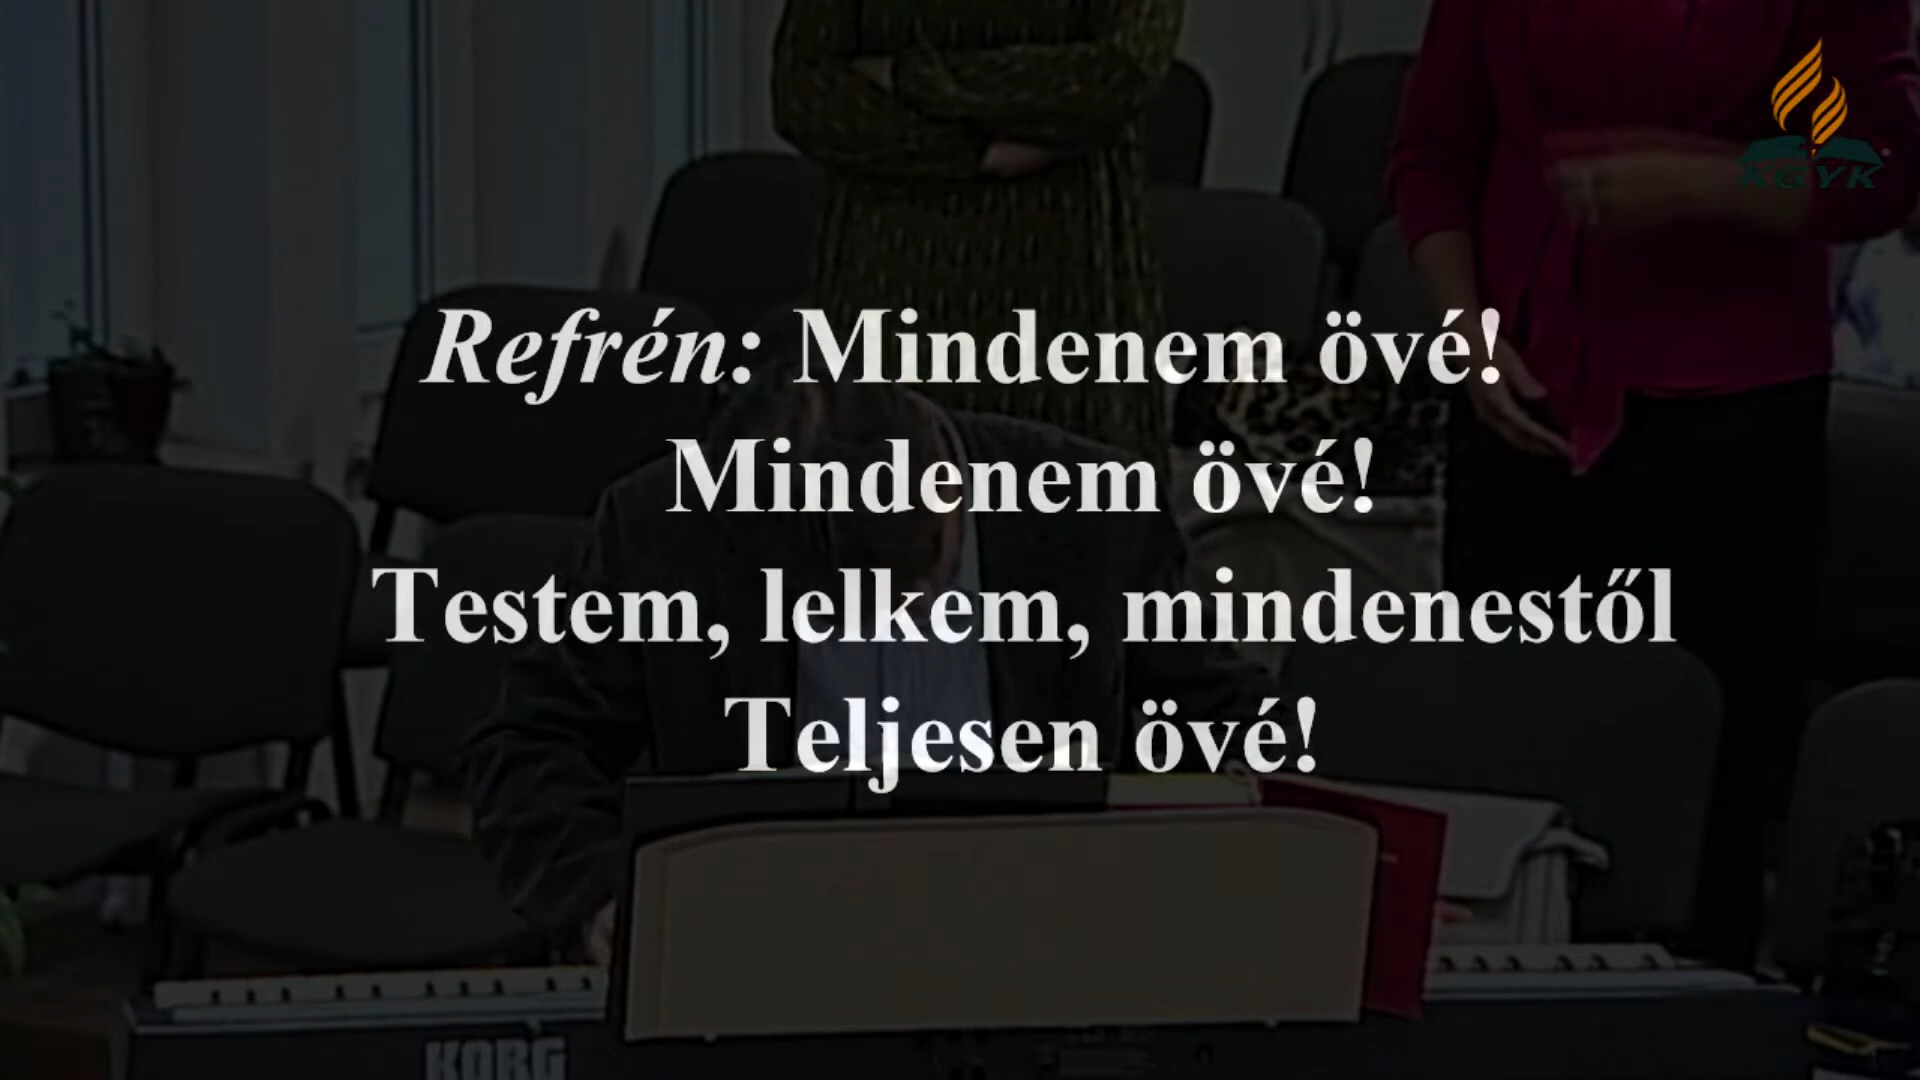 KGYK
Refrén: Mindenem övé!
Mindenem övé!
Testem, lelkem, mindenestől
Teljesen övé!
KORG